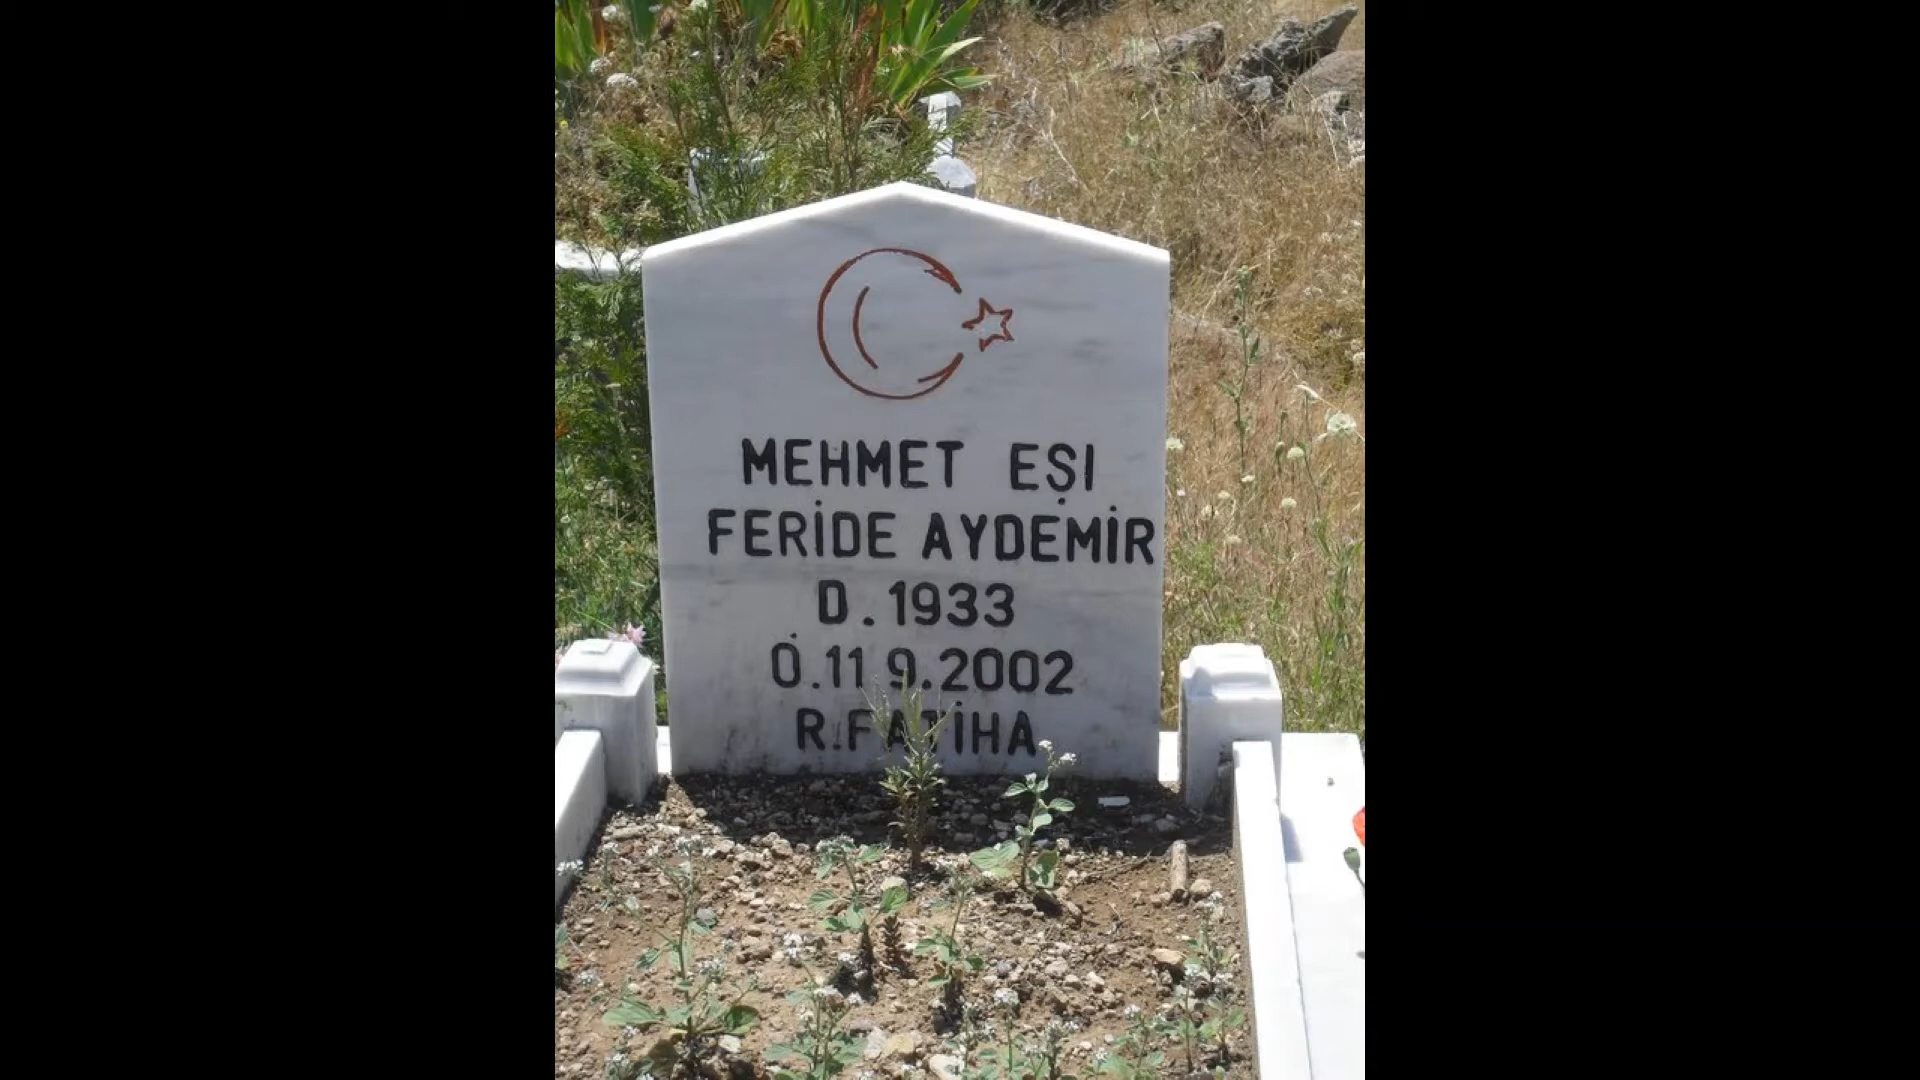 MEHMET EŞI
FERİDE AYDEMİR
D. 1933
Ö.11 9.2002
R.FATİHA